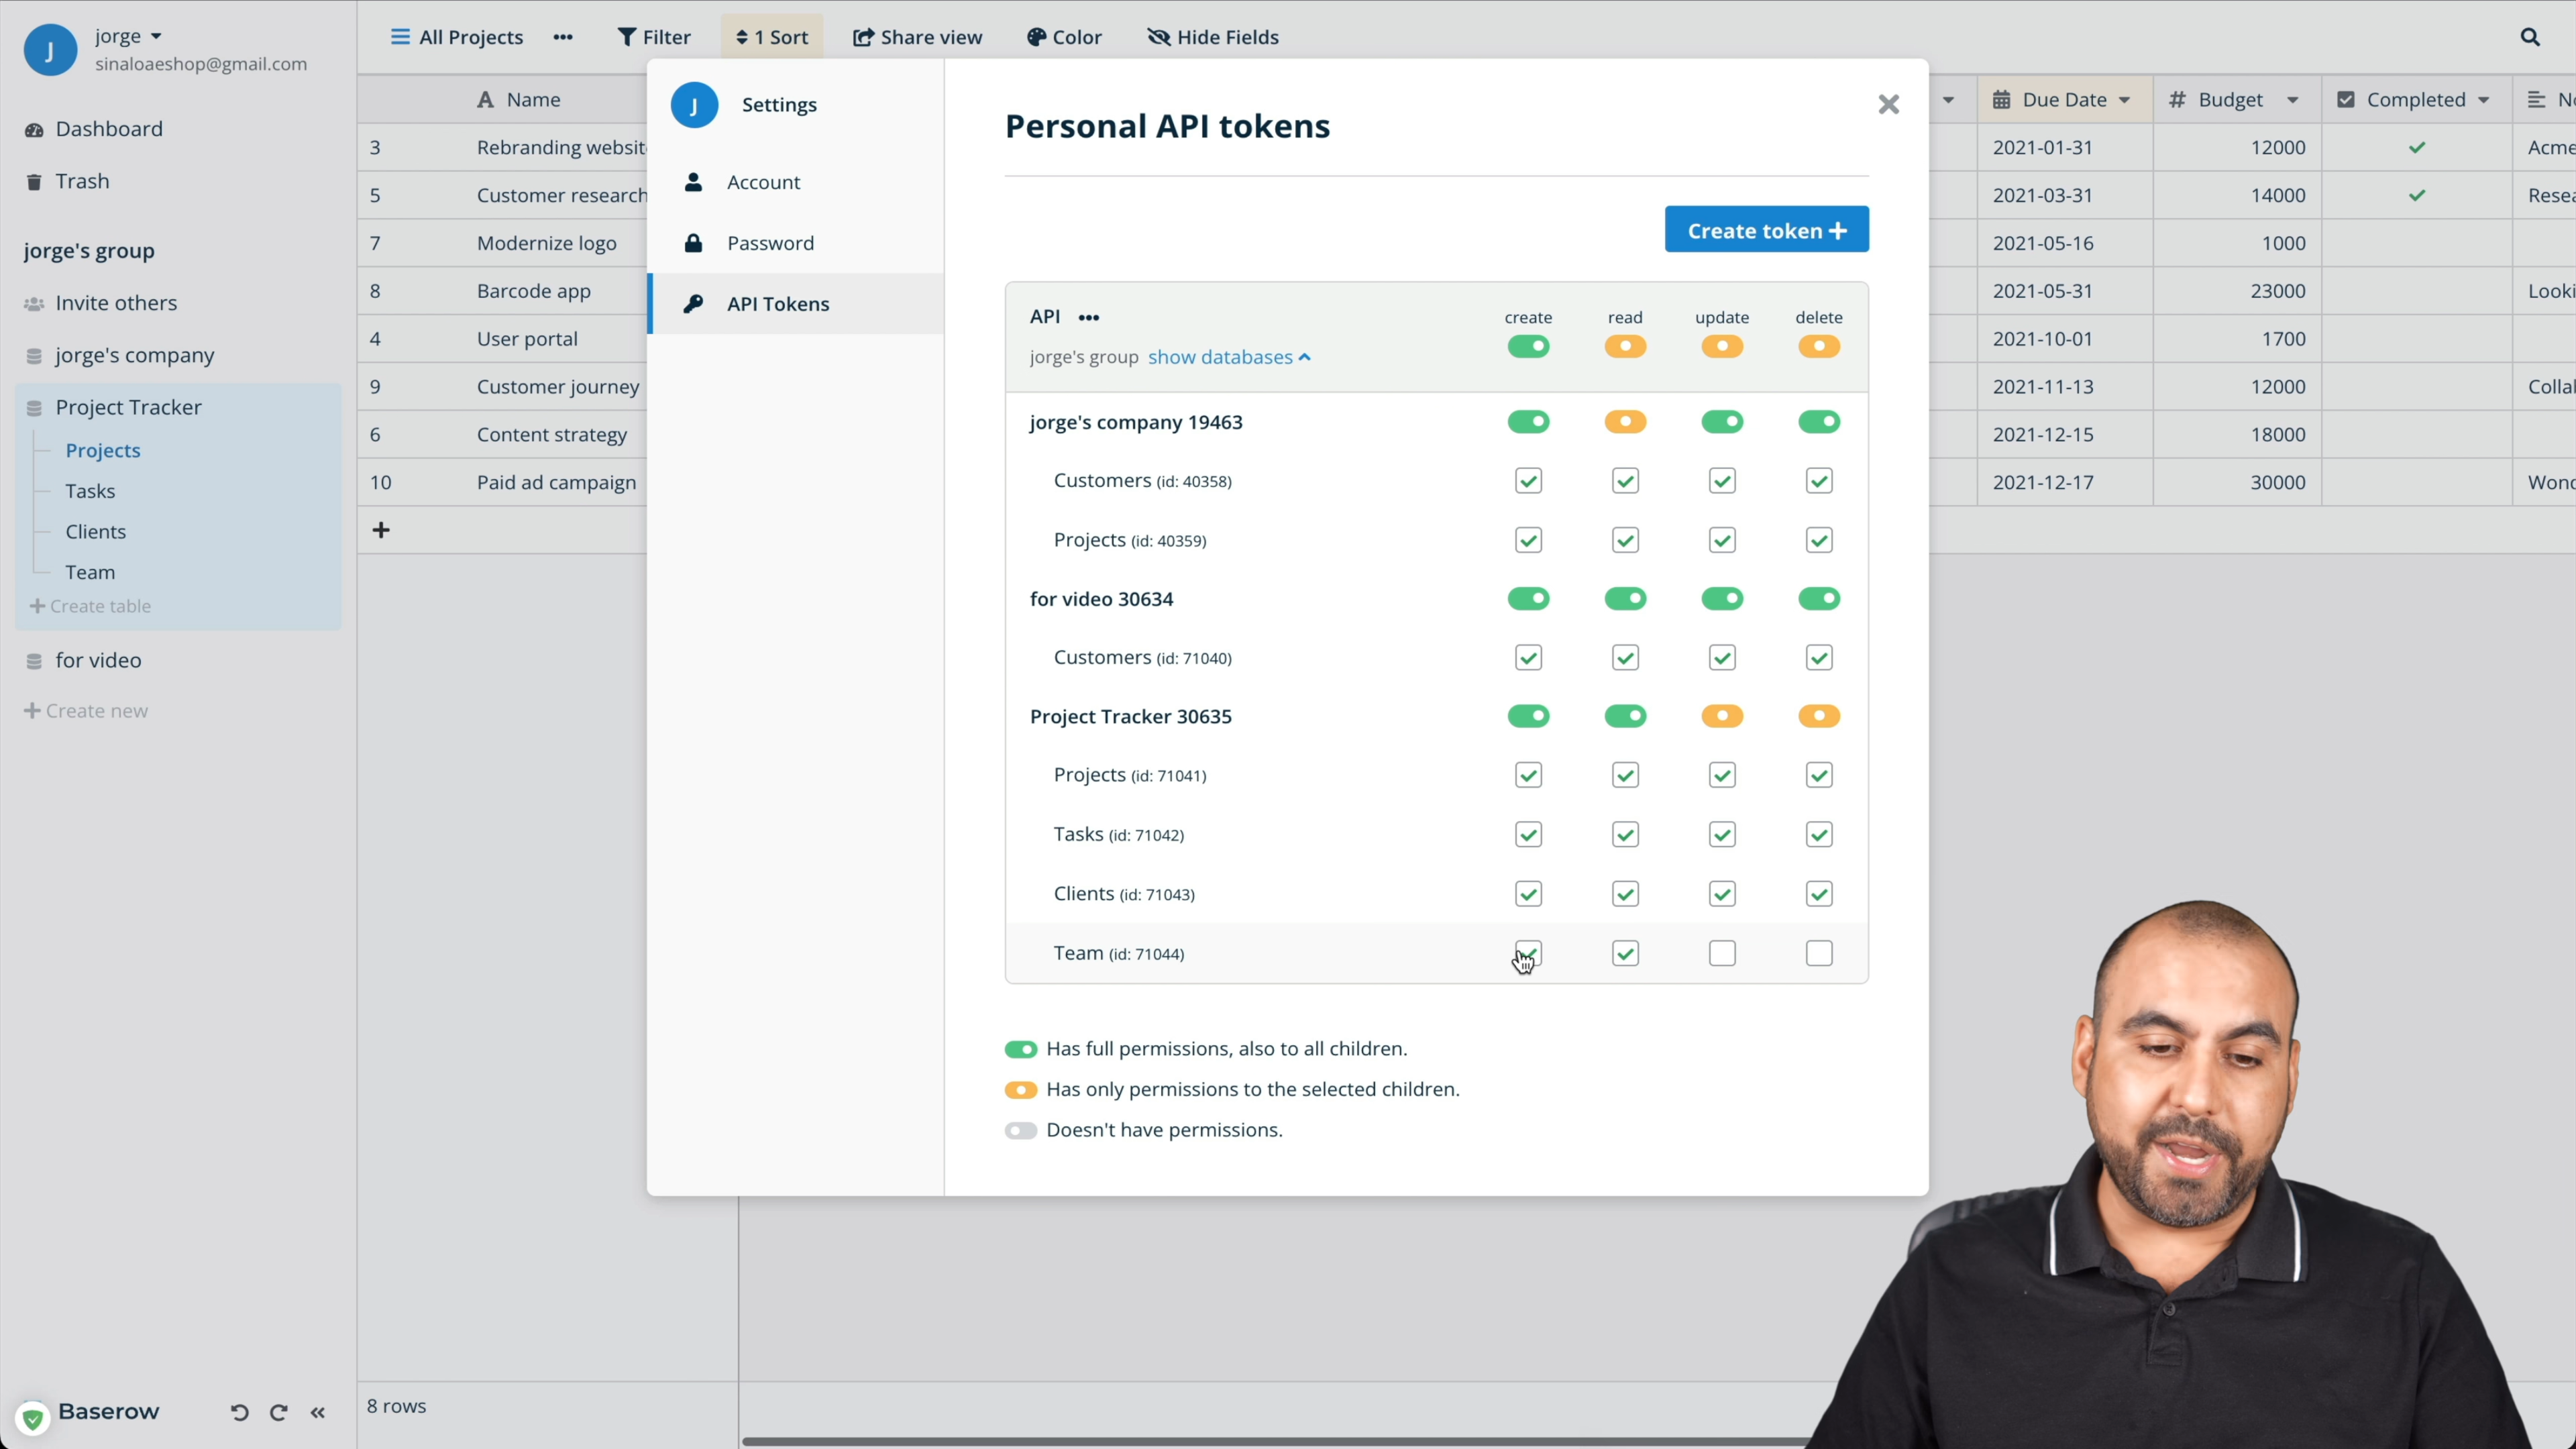 J
jorge
sinaloaeshop@gmail.com
Dashboard
Trash
jorge's group
Invite others
jorge's company
Project Tracker
Projects
Tasks
Clients
Team
+ Create table
for video
+ Create new
Baserow
All Projects
Filter
1 Sort
Share view
Color
Hide Fields
Name
Due Date
# Budget
Completed
3 Rebranding
2021-01-31 12000 Acme
5 Customer research
2021-03-31 14000
7 Modernize logo
2021-05-16 1000
8 Barcode app
2021-05-31 23000
4 User portal
2021-10-01 1700
9 Customer journey
2021-11-13 12000
6 Content strategy
2021-12-15 18000
10 Paid ad campaign
2021-12-17 30000
+
8 rows
J Settings
Account
Password
API Tokens
Personal API tokens
Create token +
API
create read update delete
jorge's group show databases
jorge's company 19463
Customers (id: 40358)
Projects (id: 40359)
for video 30634
Customers (id: 71040)
Project Tracker 30635
Projects (id: 71041)
Tasks (id: 71042)
Clients (id: 71043)
Team (id: 71044)
Has full permissions, also to all children.
Has only permissions to the selected children.
Doesn't have permissions.